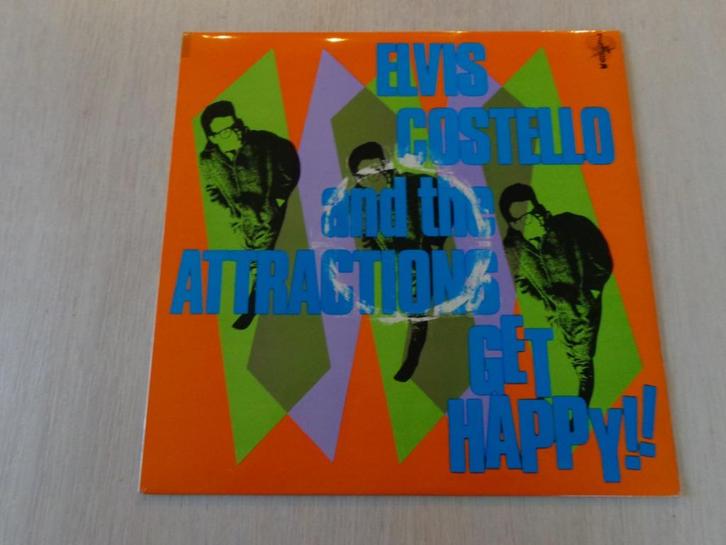 ELVIS
COSTELLO
and the
ATTRACTIONS
GET
HAPPY!!